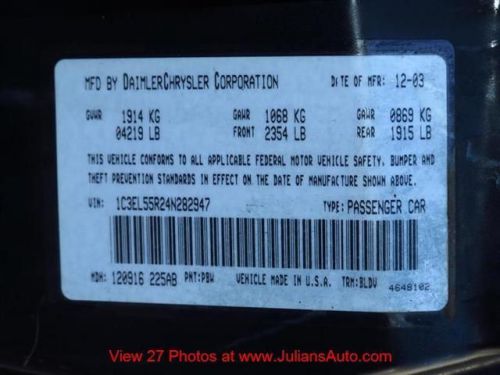 MFD BY DAIMLERCHRYSLER CORPORATION DATE OF MFR: 12-03
GVWR 1914 KG GAWR 1068 KG GAWR 0869 KG
04219 LB FRONT 2354 LB REAR 1915 LB
THIS VEHICLE CONFORMS TO ALL APPLICABLE FEDERAL MOTOR VEHICLE SAFETY, BUMPER AND
THEFT PREVENTION STANDARDS IN EFFECT ON THE DATE OF MANUFACTURE SHOWN ABOVE.
VIN: 1C3EL55R24N282947 TYPE: PASSENGER CAR
MDH: 120916 225AB PNT: PBW VEHICLE MADE IN U.S.A. TRM: BLDV
4648102
View 27 Photos at www.JuliansAuto.com